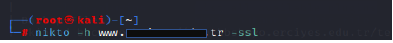 (root㉿kali)-[~]
# nikto -h www. tr -ssl